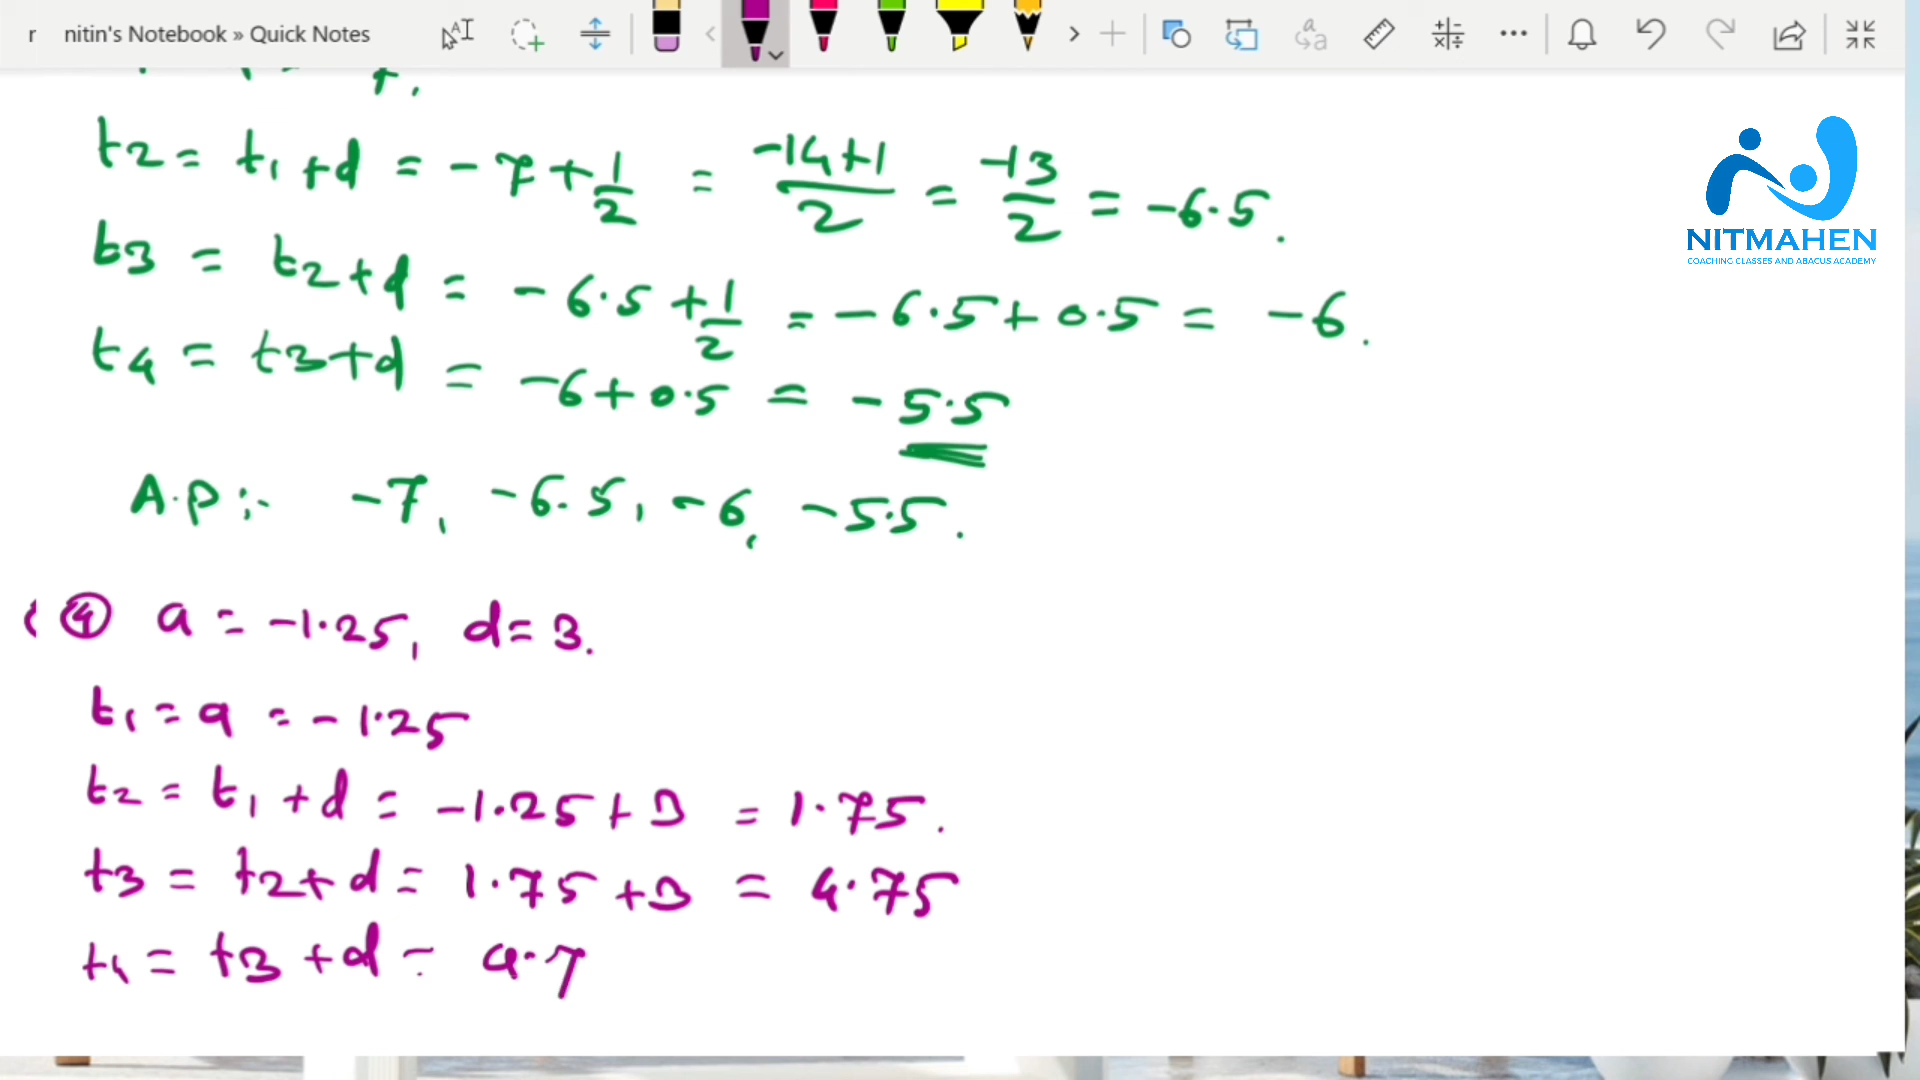 nitin's Notebook » Quick Notes
t2 = t1 + d = -7 + 1/2 = -14+1/2 = -13/2 = -6.5.
t3 = t2 + d = -6.5 + 1/2 = -6.5 + 0.5 = -6.
t4 = t3 + d = -6 + 0.5 = -5.5
A.P :- -7, -6.5, -6, -5.5.
④ a = -1.25, d = 3.
t1 = a = -1.25
t2 = t1 + d = -1.25 + 3 = 1.75.
t3 = t2 + d = 1.75 + 3 = 4.75
t4 = t3 + d = 4.7
NITMAHEN
COACHING CLASSES AND ABACUS ACADEMY